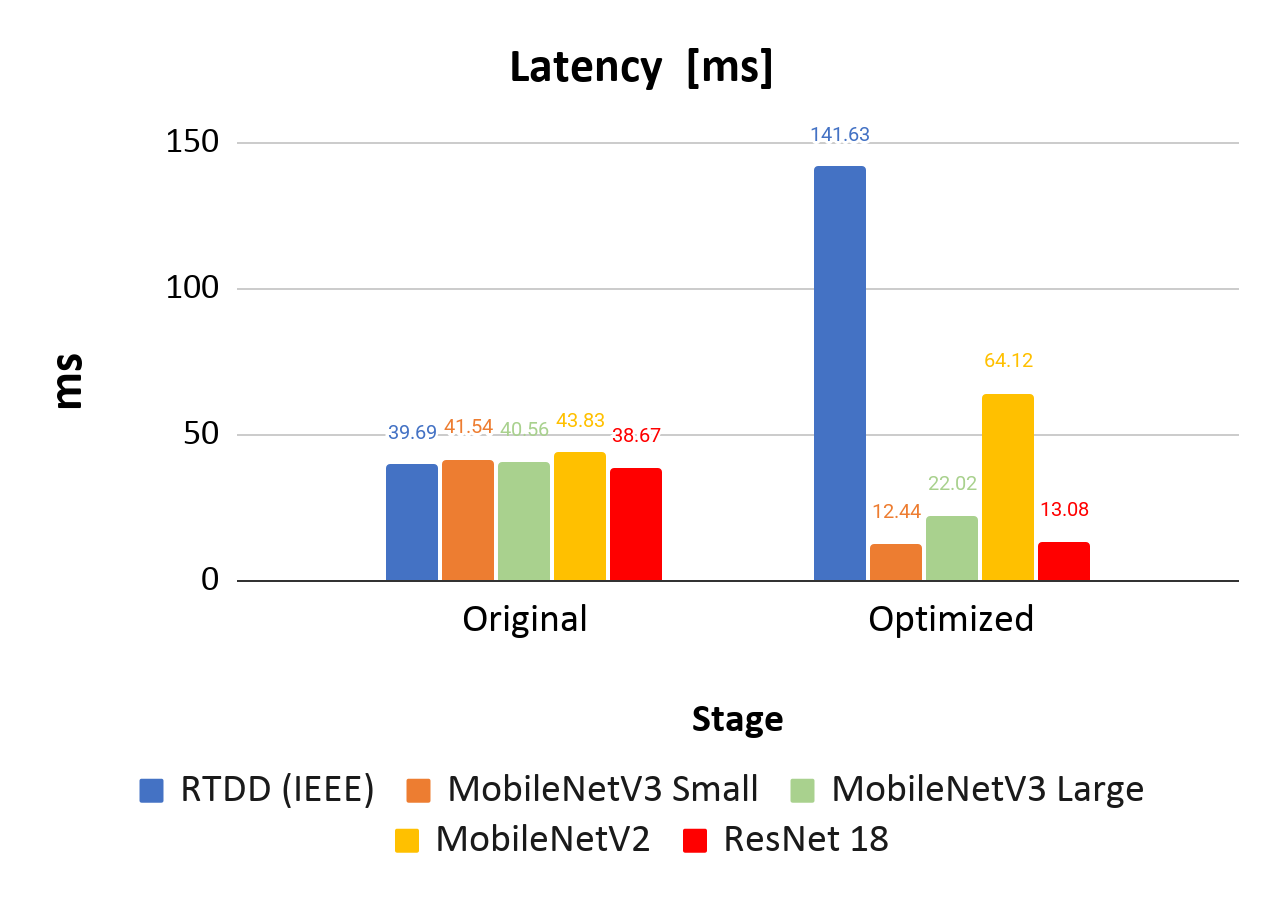 Latency [ms]
150
141.63
100
ms
64.12
50
39.69 41.54 40.56 43.83 38.67
22.02
12.44
13.08
0
Original Optimized
Stage
RTDD (IEEE) MobileNetV3 Small MobileNetV3 Large
MobileNetV2 ResNet 18